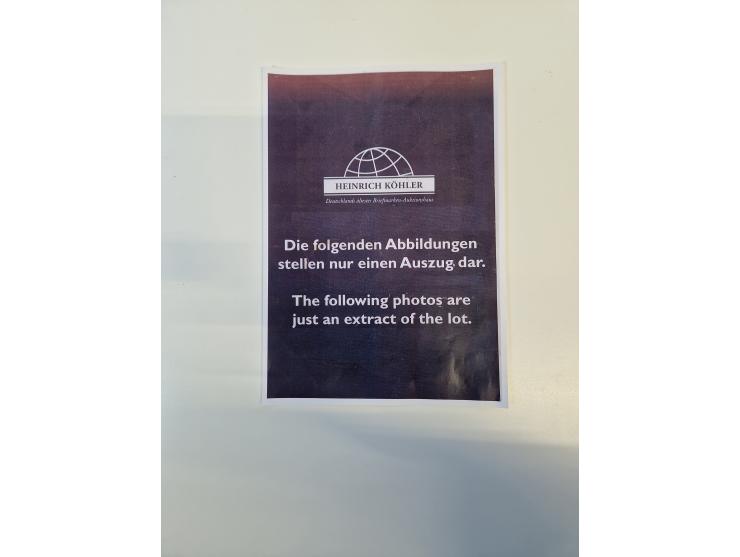 HEINRICH KÖHLER
Deutschlands ältestes Briefmarken-Auktionshaus
Die folgenden Abbildungen
stellen nur einen Auszug dar.
The following photos are
just an extract of the lot.